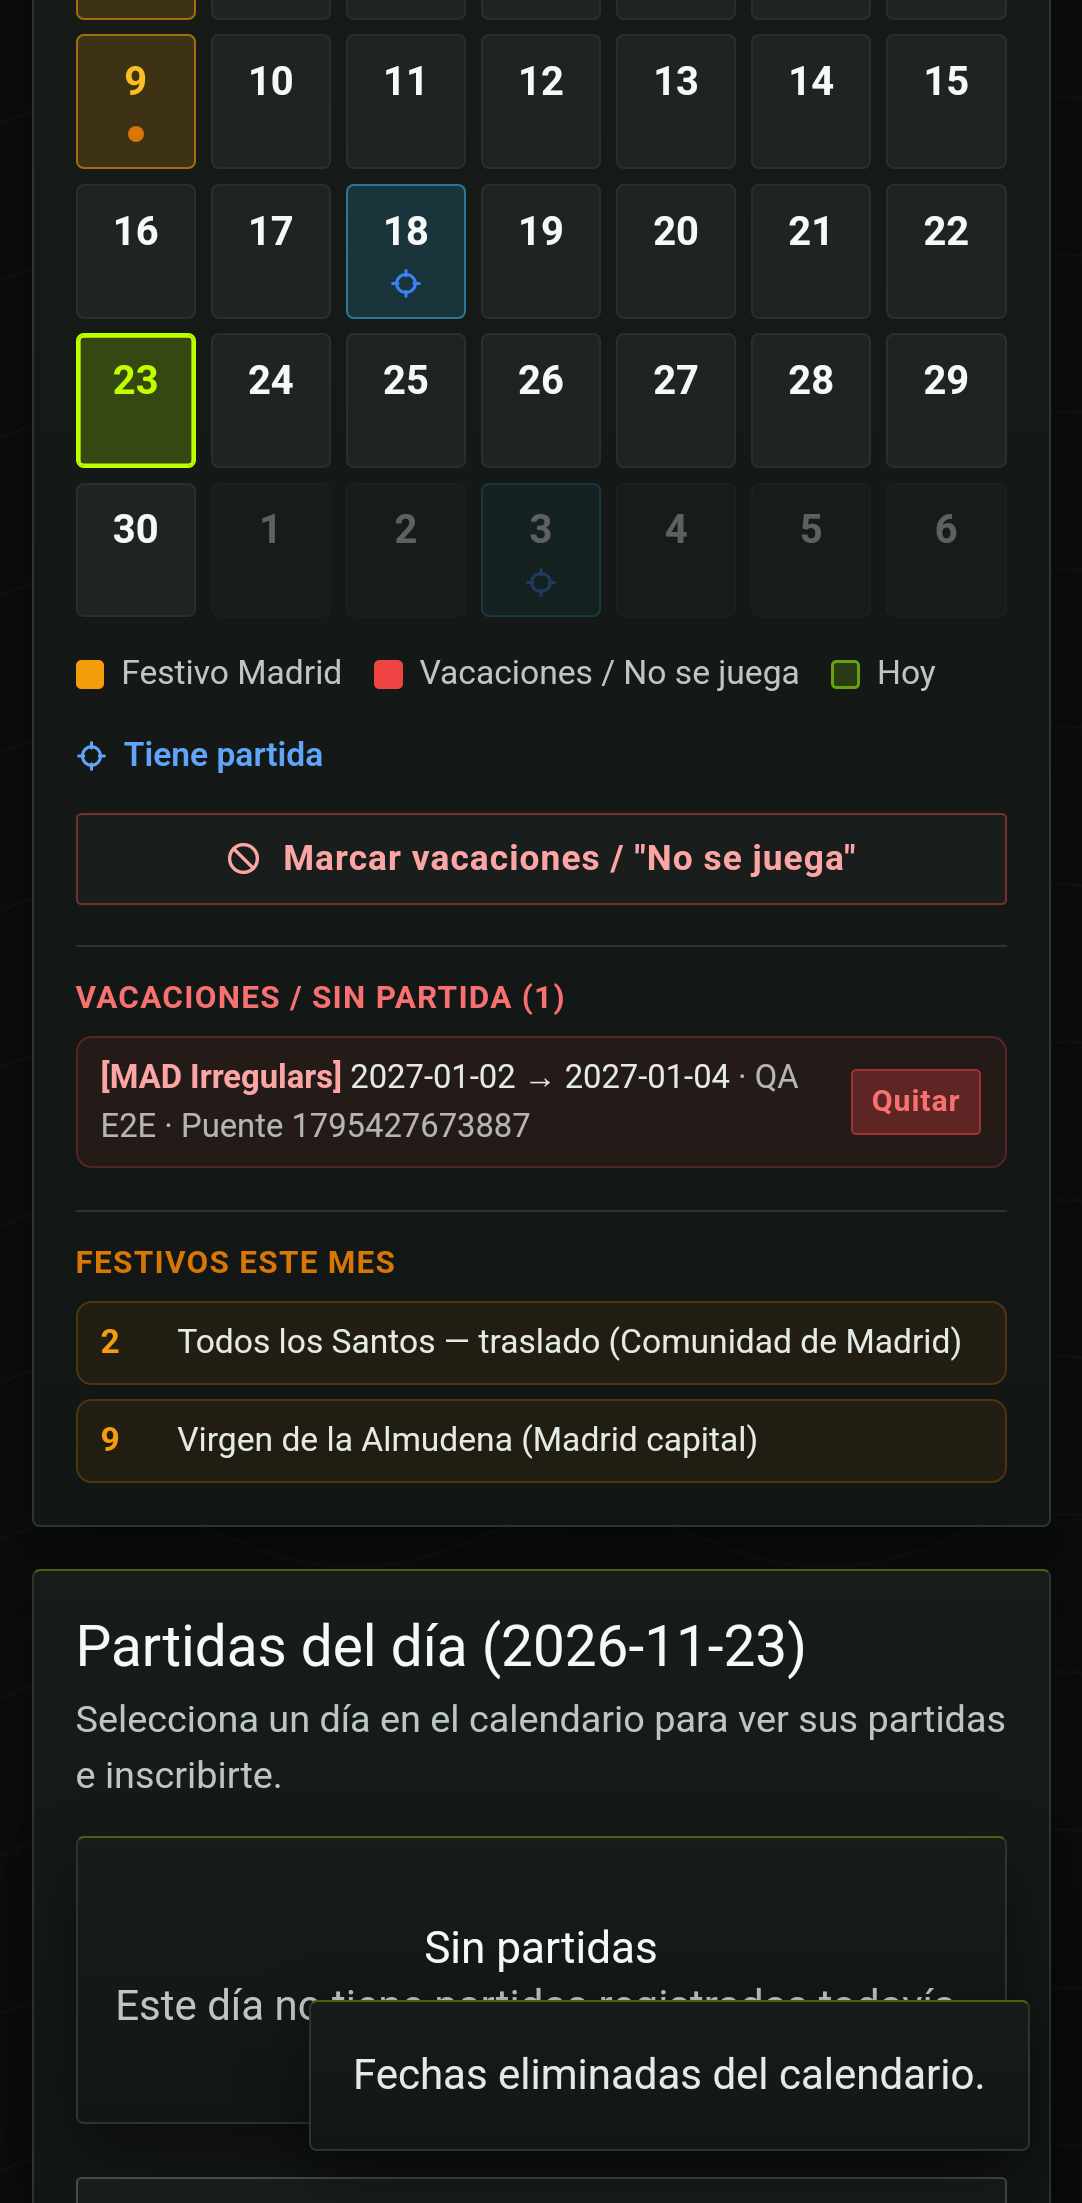 9 10 11 12 13 14 15
16 17 18 19 20 21 22
23 24 25 26 27 28 29
30 1 2 3 4 5 6
Festivo Madrid Vacaciones / No se juega Hoy
Tiene partida
Marcar vacaciones / "No se juega"
VACACIONES / SIN PARTIDA (1)
[MAD Irregulars] 2027-01-02 → 2027-01-04 · QA
E2E · Puente 1795427673887
Quitar
FESTIVOS ESTE MES
2 Todos los Santos — traslado (Comunidad de Madrid)
9 Virgen de la Almudena (Madrid capital)
Partidas del día (2026-11-23)
Selecciona un día en el calendario para ver sus partidas
e inscribirte.
Sin partidas
Este día no tiene partidas registradas todavía
Fechas eliminadas del calendario.